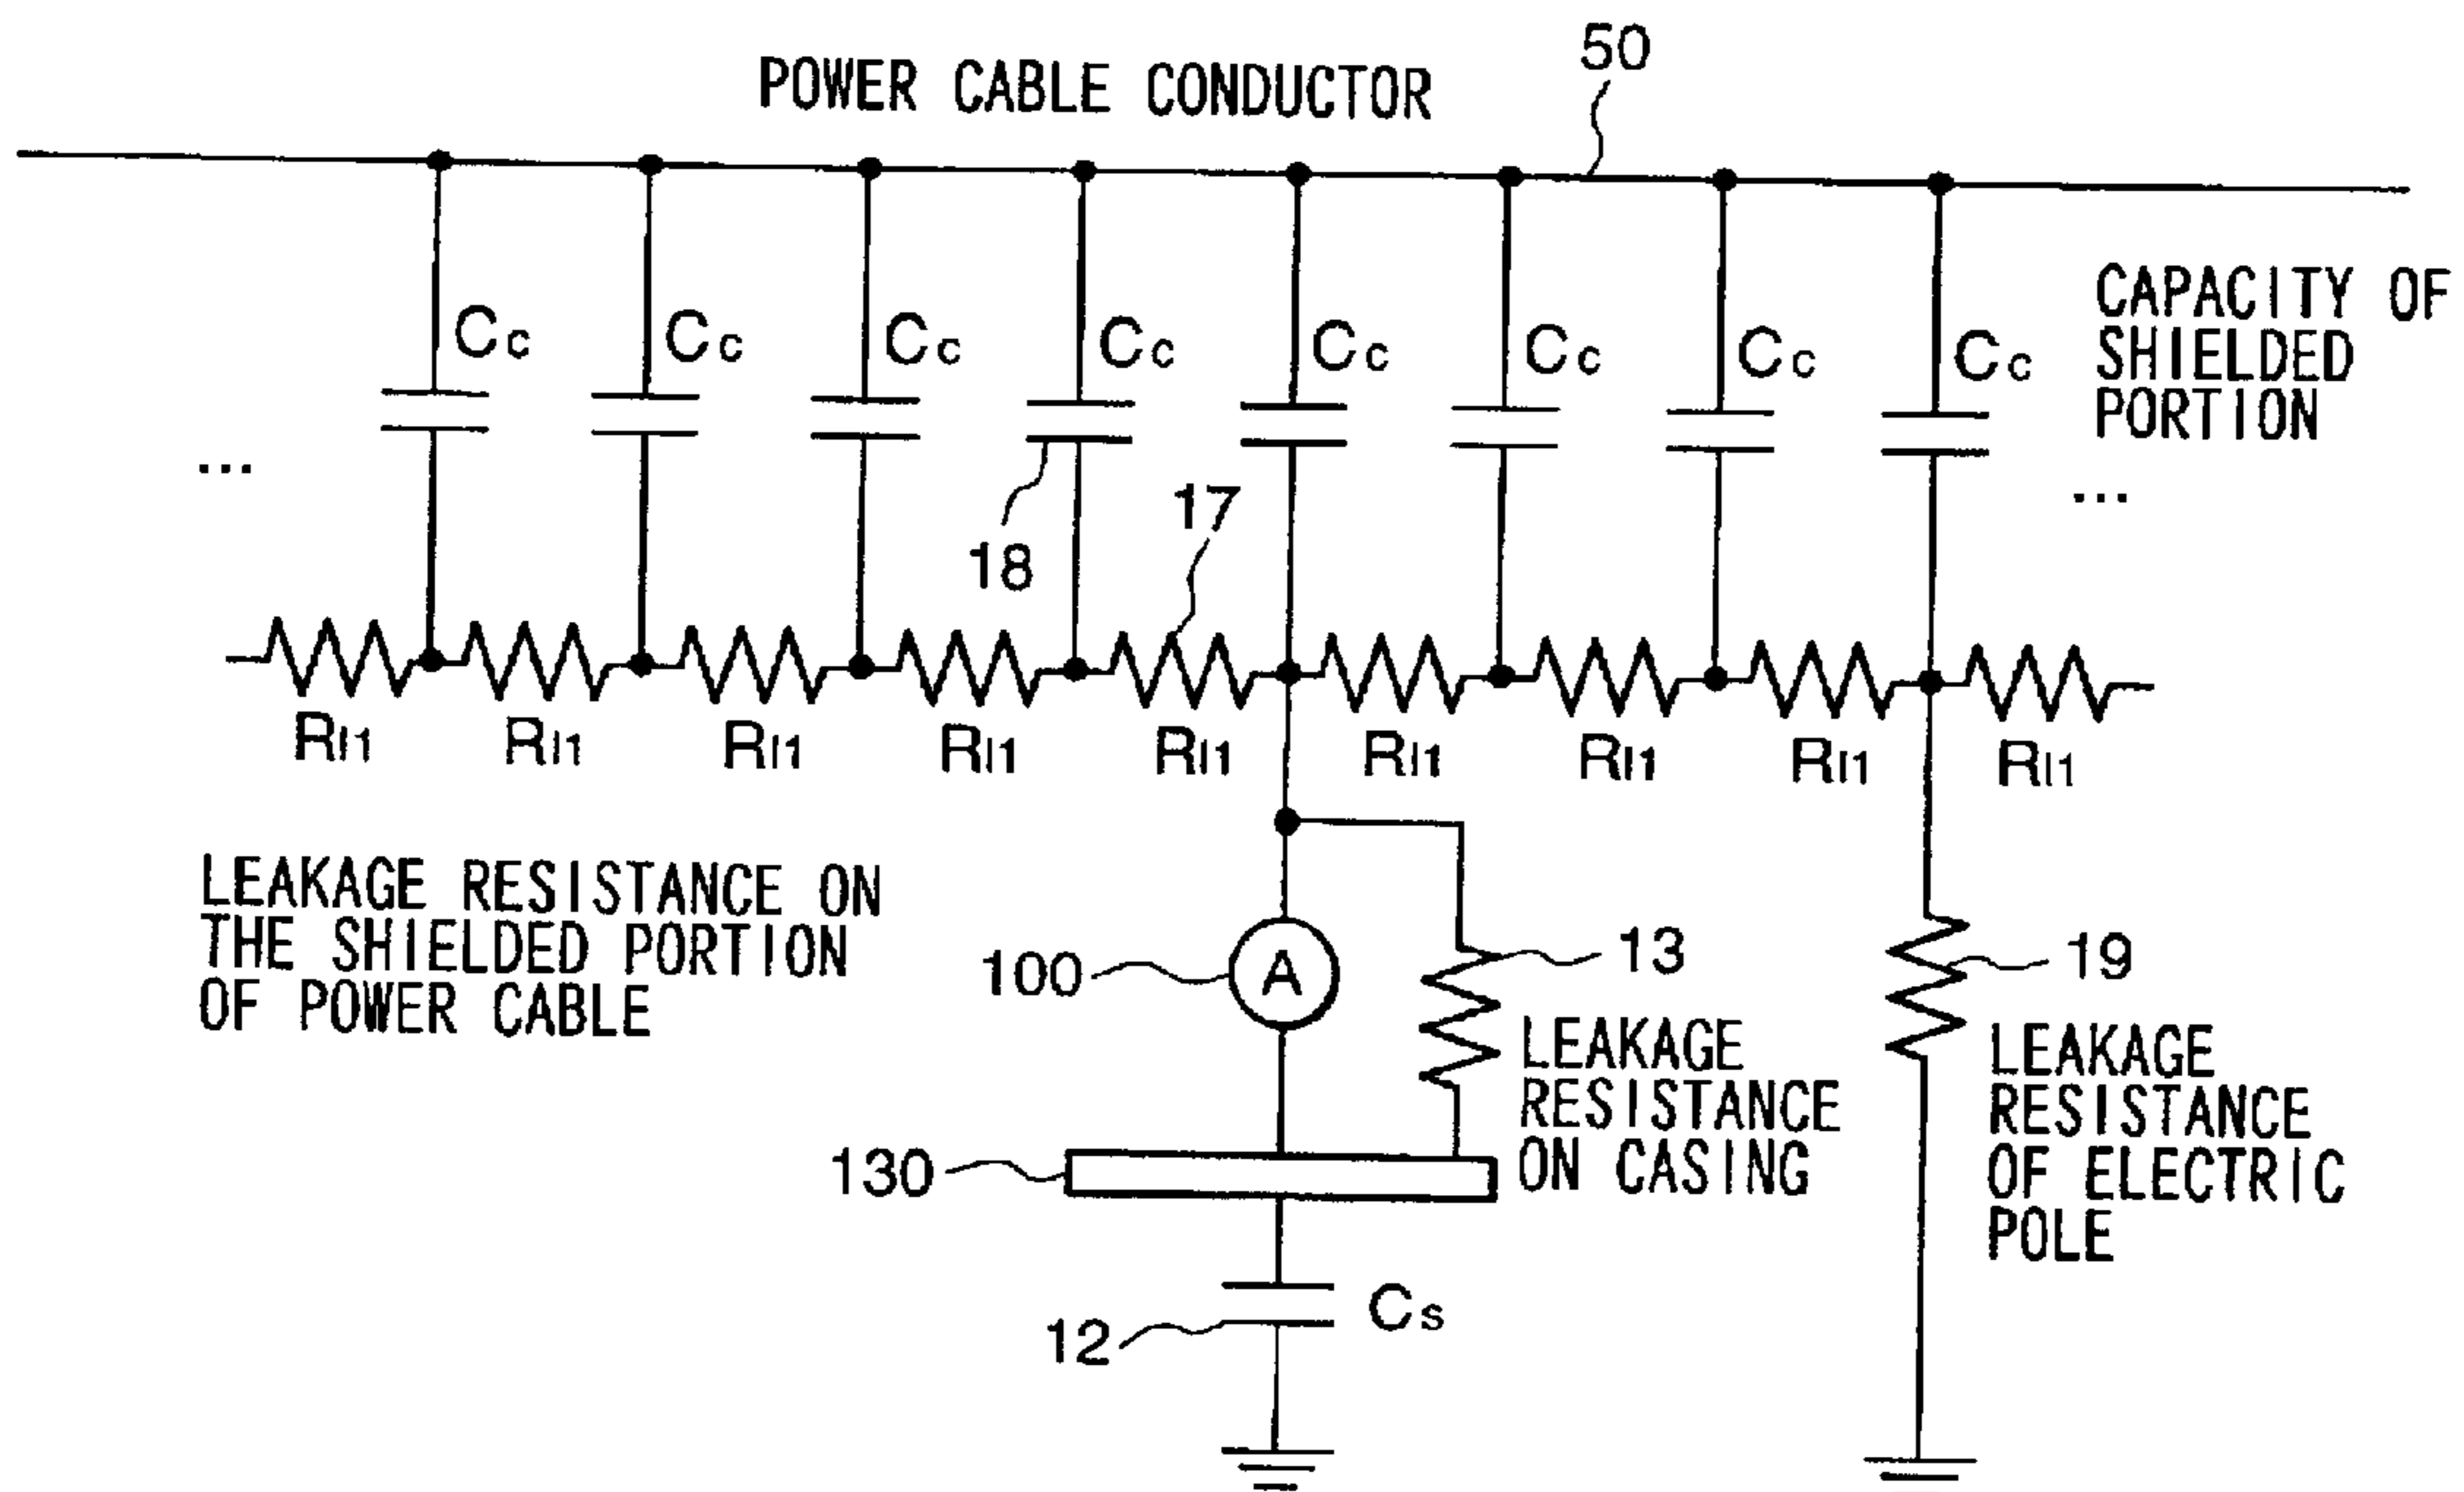 50
POWER CABLE CONDUCTOR
Cc Cc Cc Cc Cc Cc Cc Cc
CAPACITY OF
SHIELDED
PORTION
...
...
17
18
Rl1 Rl1 Rl1 Rl1 Rl1 Rl1 Rl1 Rl1 Rl1
LEAKAGE RESISTANCE ON
THE SHIELDED PORTION
OF POWER CABLE
100
A
13
19
LEAKAGE
RESISTANCE
ON CASING
LEAKAGE
RESISTANCE
OF ELECTRIC
POLE
130
12
Cs